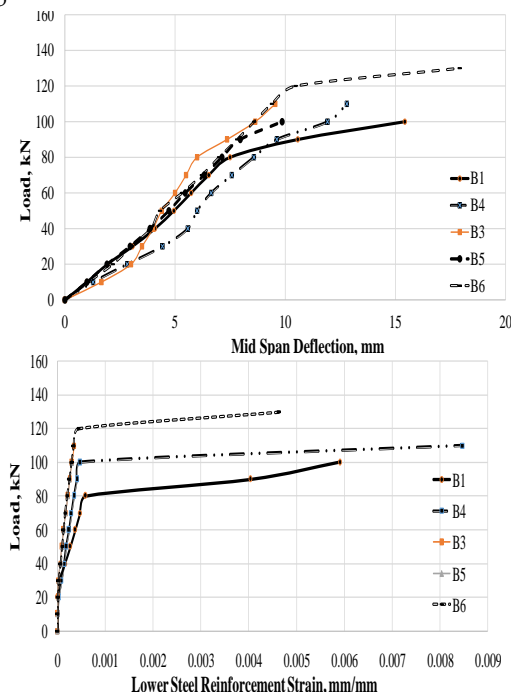 160
140
120
100
80
60
40
20
0
Load, kN
0 5 10 15 20
Mid Span Deflection, mm
B1
B4
B3
B5
B6
160
140
120
100
80
60
40
20
0
Load, kN
0 0.001 0.002 0.003 0.004 0.005 0.006 0.007 0.008 0.009
Lower Steel Reinforcement Strain, mm/mm
B1
B4
B3
B5
B6